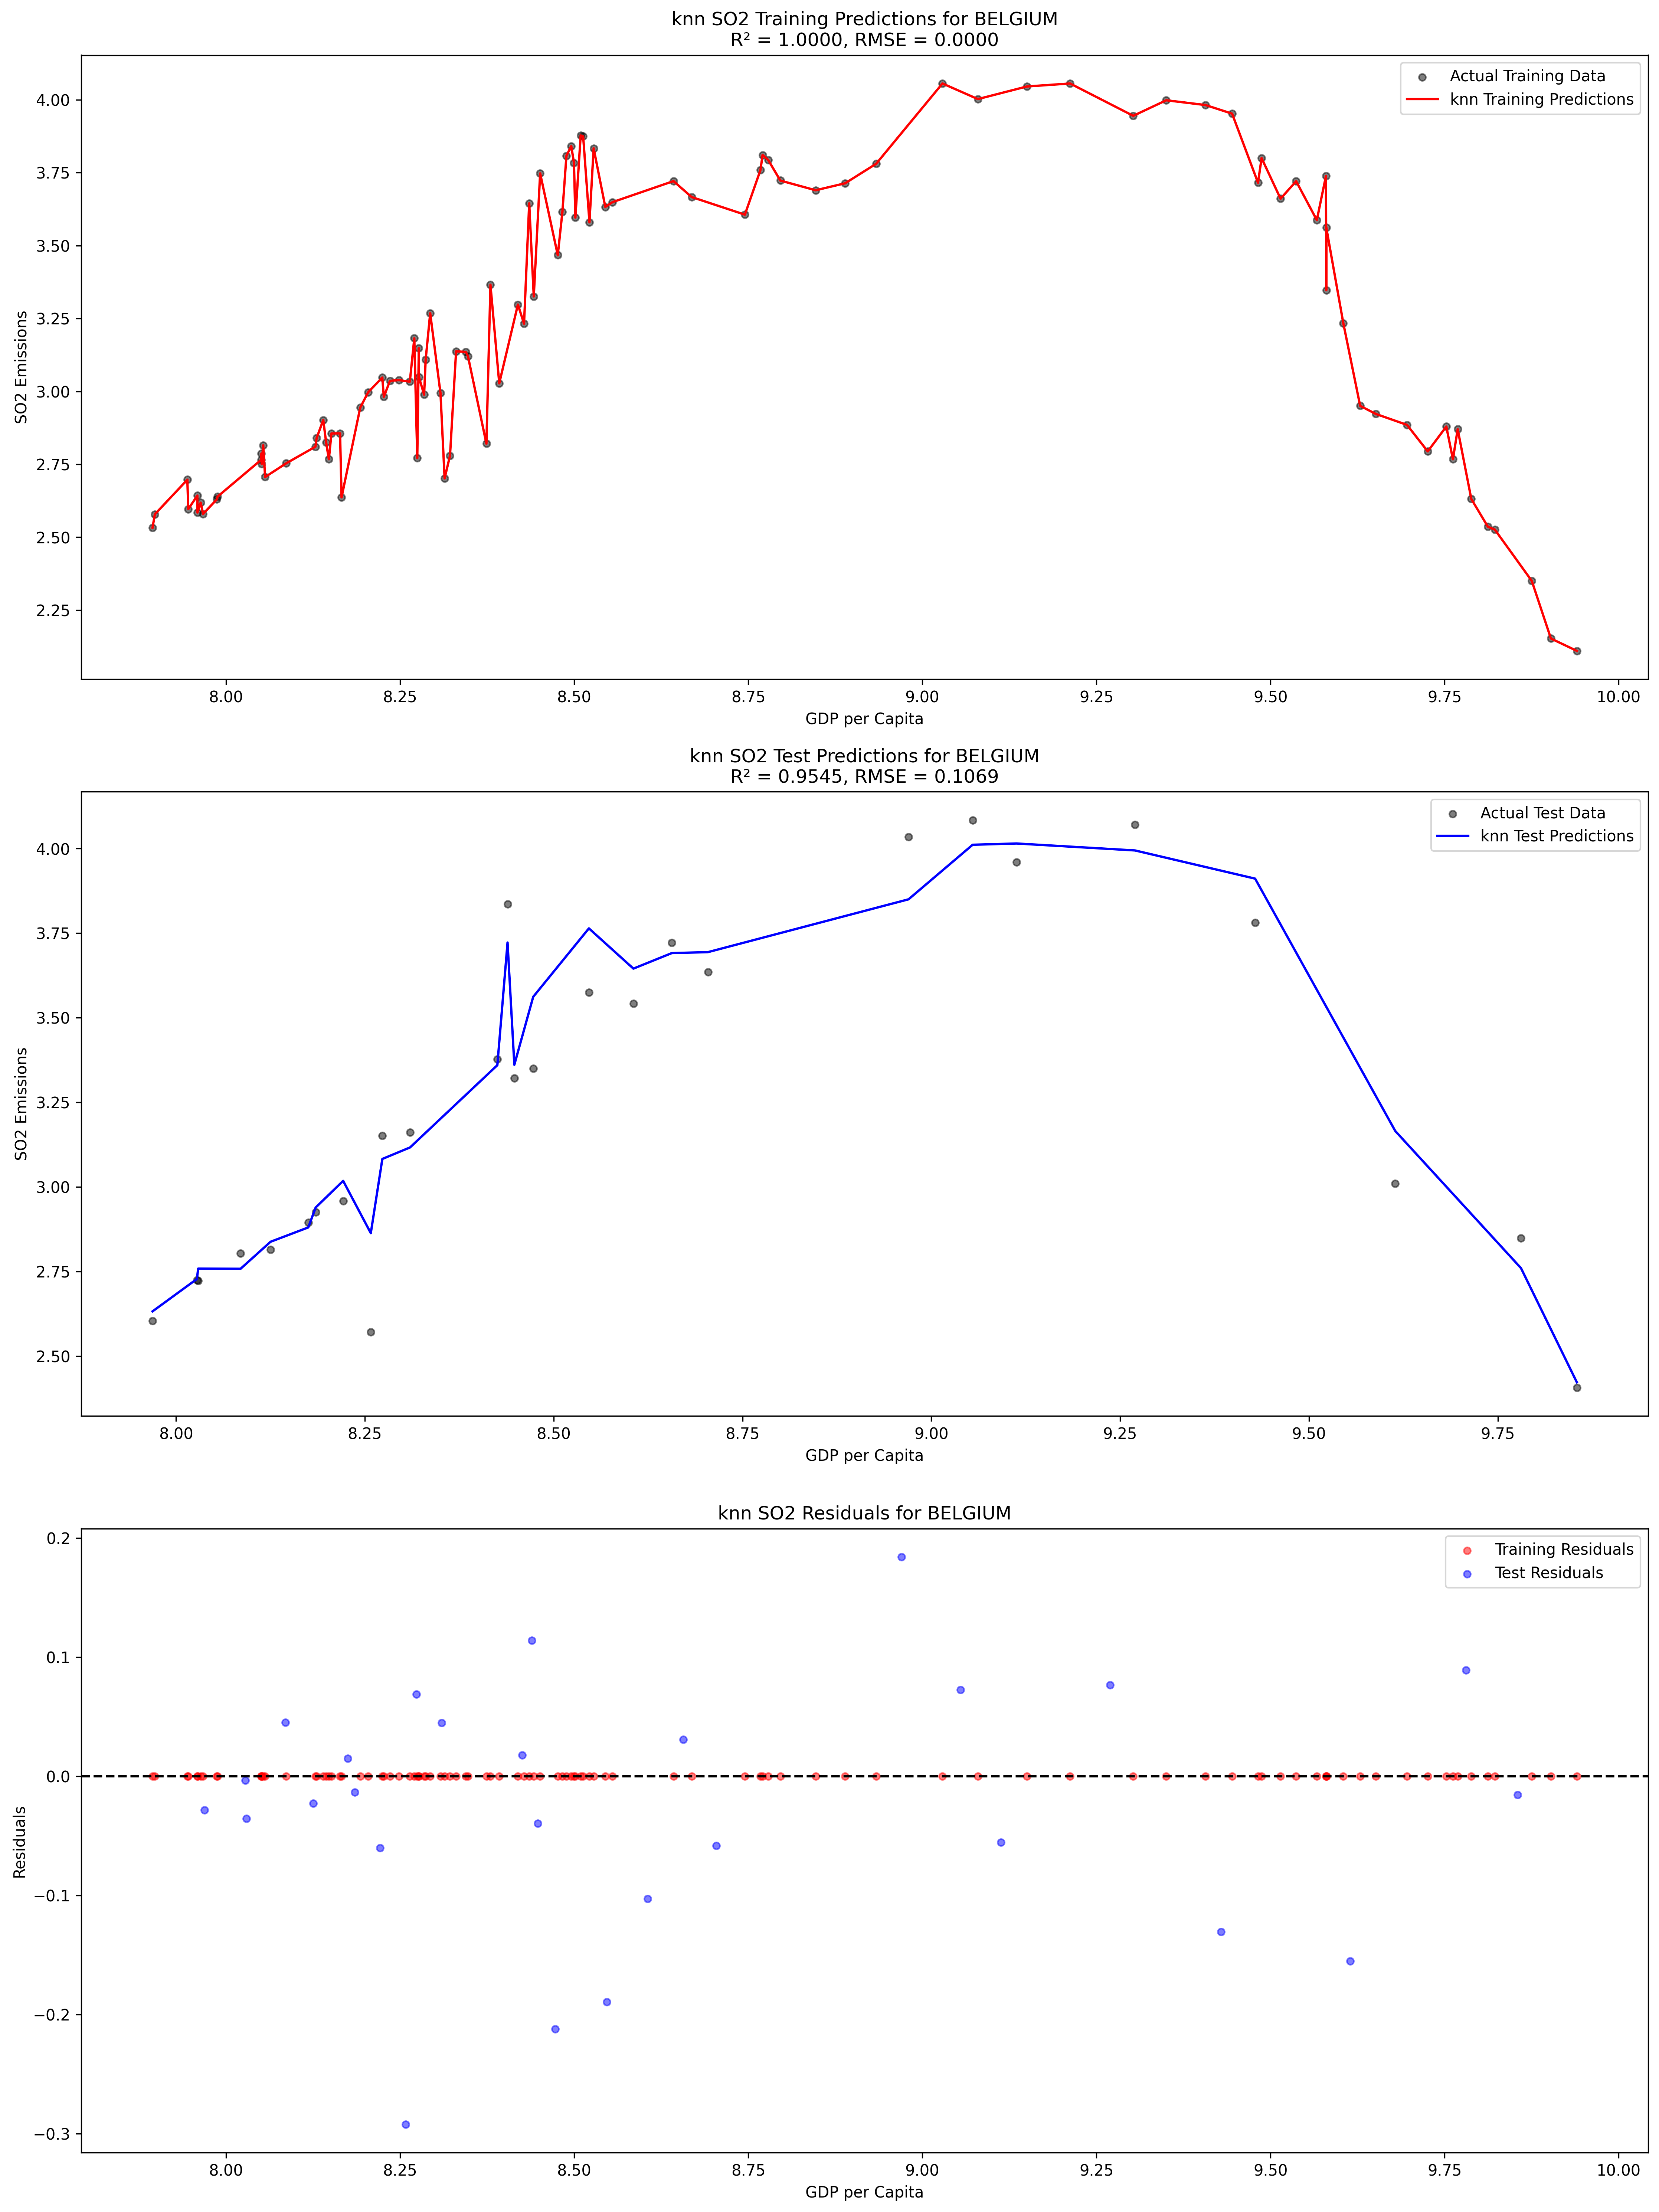 knn SO2 Training Predictions for BELGIUM
R² = 1.0000, RMSE = 0.0000
Actual Training Data
knn Training Predictions
4.00
3.75
3.50
3.25
3.00
2.75
2.50
2.25
SO2 Emissions
8.00 8.25 8.50 8.75 9.00 9.25 9.50 9.75 10.00
GDP per Capita
knn SO2 Test Predictions for BELGIUM
R² = 0.9545, RMSE = 0.1069
Actual Test Data
knn Test Predictions
4.00
3.75
3.50
3.25
3.00
2.75
2.50
SO2 Emissions
8.00 8.25 8.50 8.75 9.00 9.25 9.50 9.75
GDP per Capita
knn SO2 Residuals for BELGIUM
Training Residuals
Test Residuals
0.2
0.1
0.0
−0.1
−0.2
−0.3
Residuals
8.00 8.25 8.50 8.75 9.00 9.25 9.50 9.75 10.00
GDP per Capita